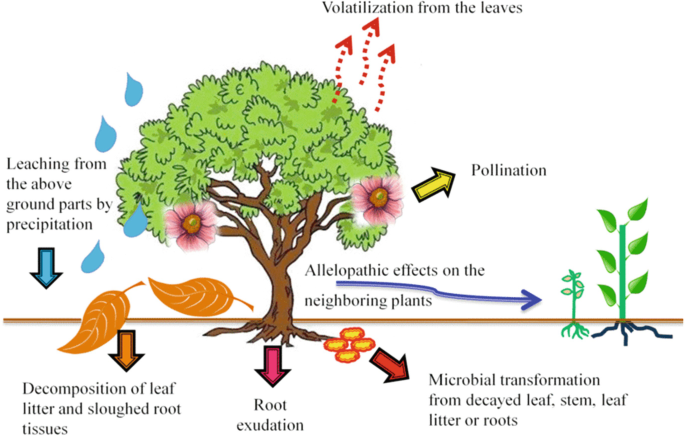 Volatilization from the leaves
Leaching from
the above
ground parts by
precipitation
Pollination
Allelopathic effects on the
neighboring plants
Decomposition of leaf
litter and sloughed root
tissues
Root
exudation
Microbial transformation
from decayed leaf, stem, leaf
litter or roots